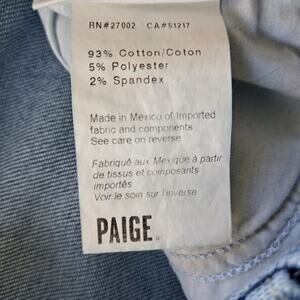 RN#27002 CA#51217
93% Cotton/Coton
5% Polyester
2% Spandex
Made in Mexico of Imported
fabric and components
See care on reverse
Fabriqué aux Mexique à partir
de tissus et composants
importés
Voir le soin sur l'inverse
PAIGE